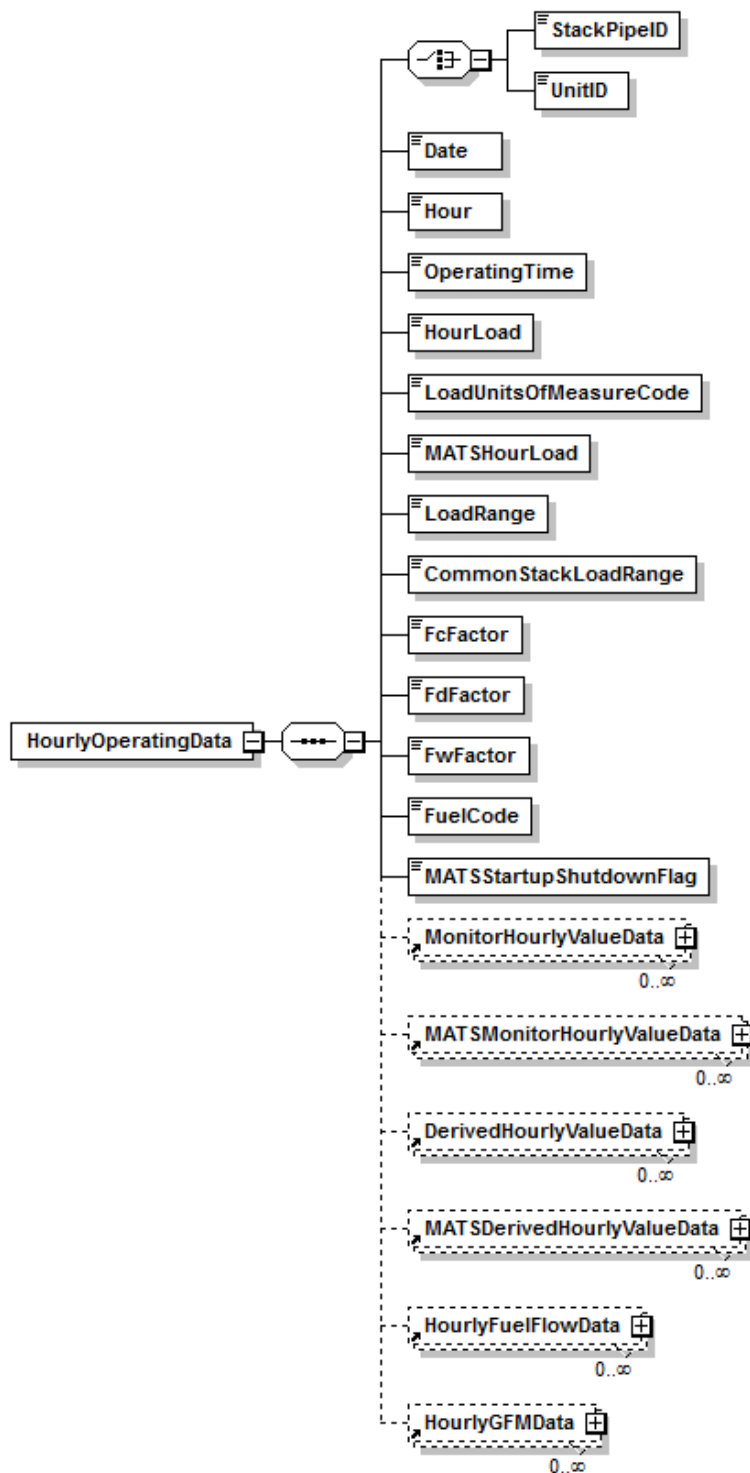 StackPipeID
UnitID
Date
Hour
OperatingTime
HourLoad
LoadUnitsOfMeasureCode
MATSHourLoad
LoadRange
CommonStackLoadRange
FcFactor
FdFactor
HourlyOperatingData
FwFactor
FuelCode
MATSStartupShutdownFlag
MonitorHourlyValueData
0..∞
MATSMonitorHourlyValueData
0..∞
DerivedHourlyValueData
0..∞
MATSDerivedHourlyValueData
0..∞
HourlyFuelFlowData
0..∞
HourlyGFMData
0..∞